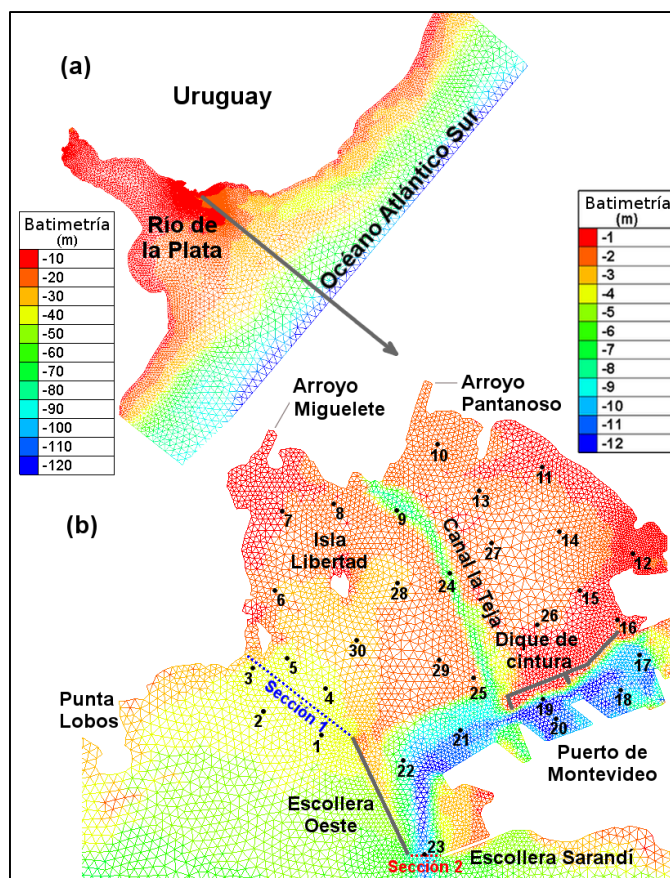 (a)
Uruguay
Océano Atlántico Sur
Río de
la Plata
Batimetría
(m)
-10
-20
-30
-40
-50
-60
-70
-80
-90
-100
-110
-120
Batimetría
(m)
-1
-2
-3
-4
-5
-6
-7
-8
-9
-10
-11
-12
(b)
Arroyo
Miguelete
Arroyo
Pantanoso
10
11
13
7
8
9
14
Isla
Libertad
Canal la Teja
27
12
24
28
6
15
26
16
30
Dique de
cintura
5
29
17
3
Sección 1
4
25
18
Punta
Lobos
2
19
20
1
21
Puerto de
Montevideo
22
Escollera
Oeste
23
Sección 2
Escollera Sarandí